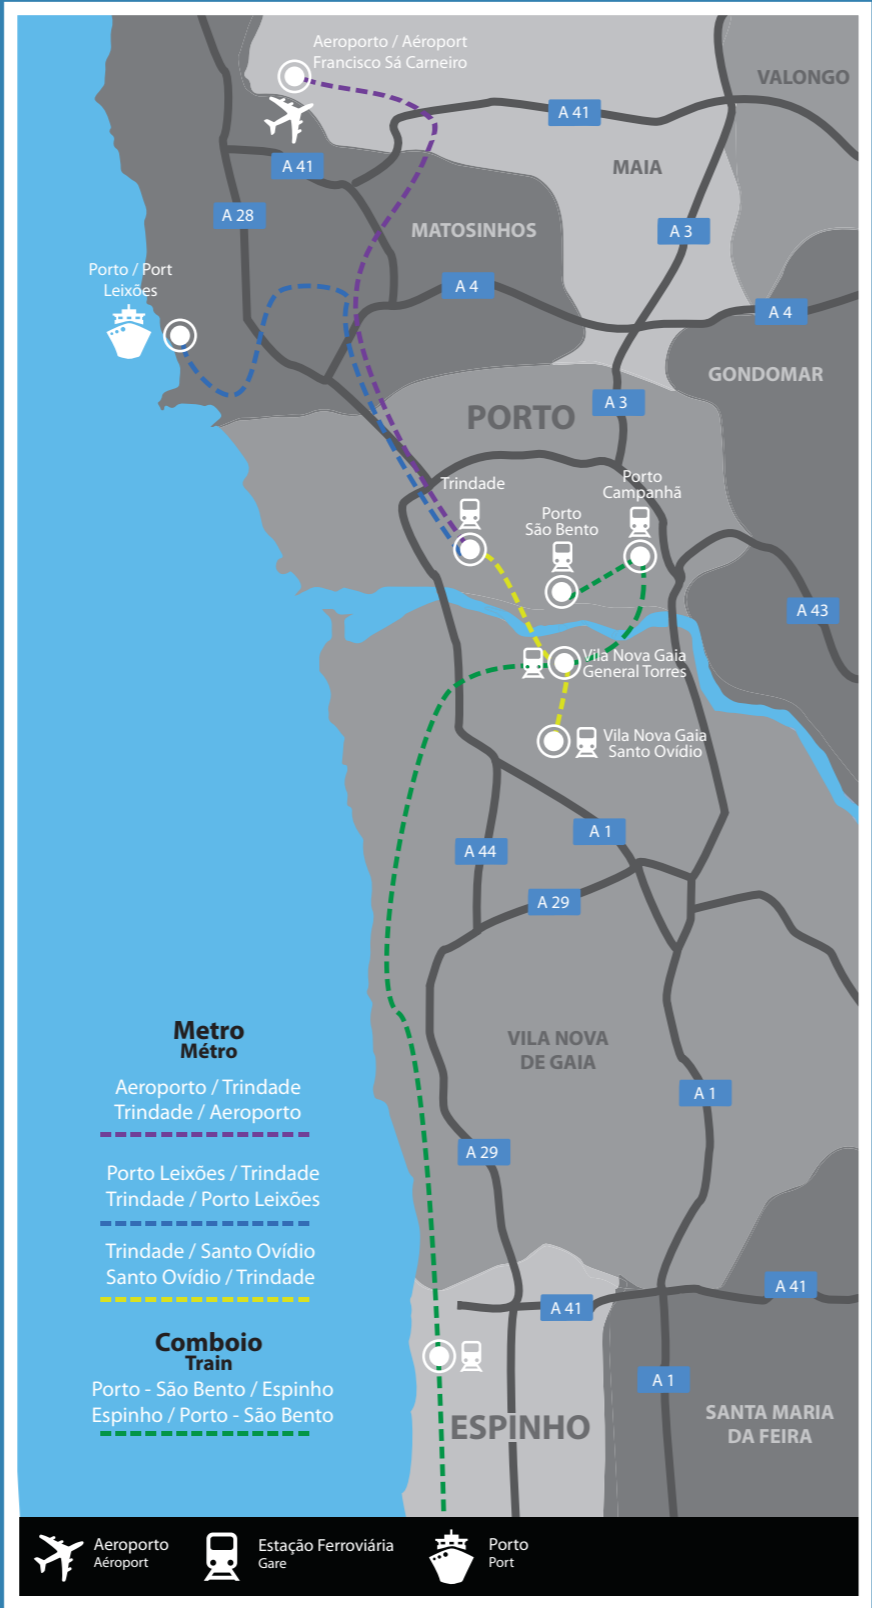 Aeroporto / Aéroport
Francisco Sá Carneiro
VALONGO
A 41
MAIA
A 41
A 28
MATOSINHOS
A 3
Porto / Port
Leixões
A 4
A 4
GONDOMAR
A 3
PORTO
Trindade
Porto
Campanhã
Porto
São Bento
A 43
Vila Nova Gaia
General Torres
Vila Nova Gaia
Santo Ovídio
A 1
A 44
A 29
VILA NOVA
DE GAIA
A 1
A 29
Metro
Métro
Aeroporto / Trindade
Trindade / Aeroporto
Porto Leixões / Trindade
Trindade / Porto Leixões
Trindade / Santo Ovídio
Santo Ovídio / Trindade
Comboio
Train
Porto - São Bento / Espinho
Espinho / Porto - São Bento
A 41
A 41
A 1
ESPINHO
SANTA MARIA
DA FEIRA
Aeroporto
Aéroport
Estação Ferroviária
Gare
Porto
Port